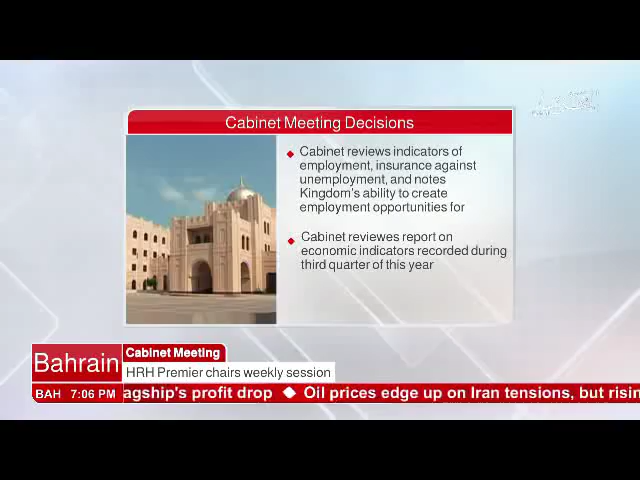 Cabinet Meeting Decisions
Cabinet reviews indicators of
employment, insurance against
unemployment, and notes
Kingdom's ability to create
employment opportunities for
Cabinet reviewes report on
economic indicators recorded during
third quarter of this year
Bahrain
Cabinet Meeting
HRH Premier chairs weekly session
BAH 7:06 PM
agship's profit drop ◆ Oil prices edge up on Iran tensions, but risin